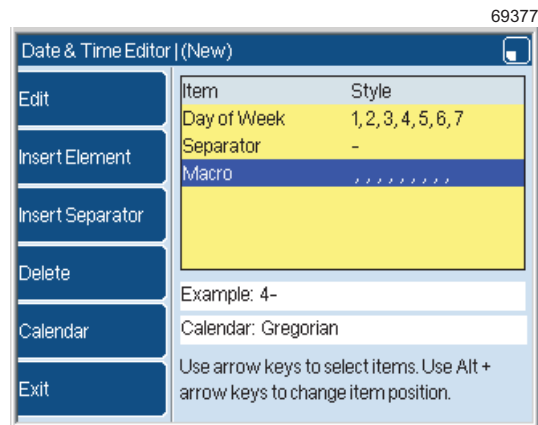 69377
Date & Time Editor|(New)
Edit
Insert Element
Insert Separator
Delete
Calendar
Exit
Item Style
Day of Week 1,2,3,4,5,6,7
Separator -
Macro , , , , , , , , ,
Example: 4-
Calendar: Gregorian
Use arrow keys to select items. Use Alt +
arrow keys to change item position.